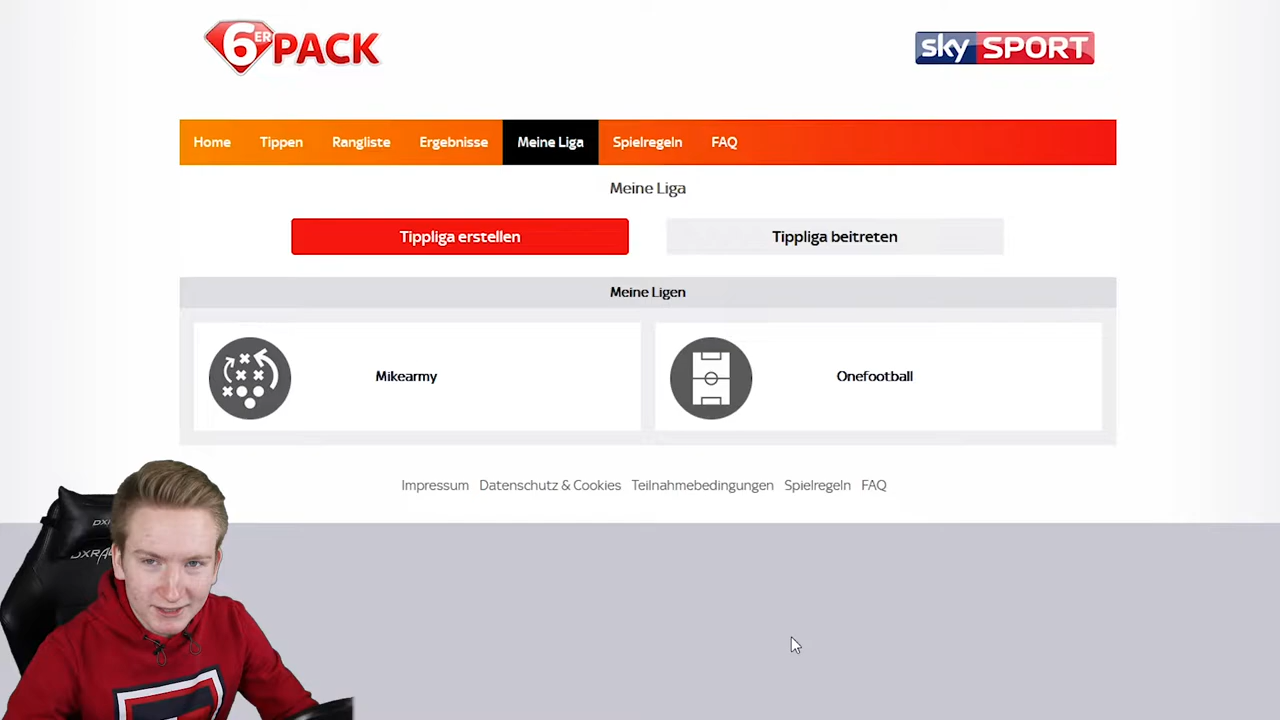 6ER PACK
sky SPORT
Home Tippen Rangliste Ergebnisse Meine Liga Spielregeln FAQ
Meine Liga
Tippliga erstellen Tippliga beitreten
Meine Ligen
Mikearmy Onefootball
Impressum Datenschutz & Cookies Teilnahmebedingungen Spielregeln FAQ